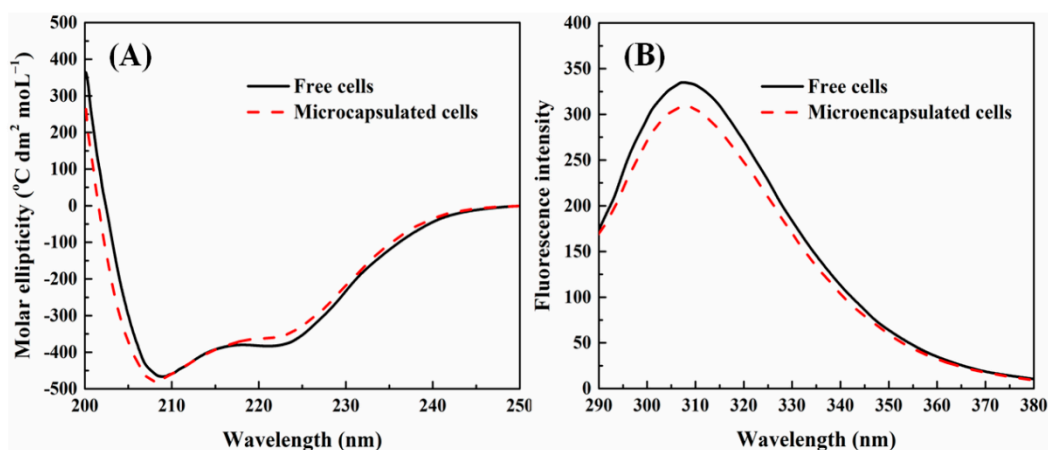 (A)
Free cells
Microcapsulated cells
Molar ellipticity (⁰C dm² moL⁻¹)
500
400
300
200
100
0
-100
-200
-300
-400
-500
200 210 220 230 240 250
Wavelength (nm)
(B)
Free cells
Microencapsulated cells
Fluorescence intensity
400
350
300
250
200
150
100
50
0
290 300 310 320 330 340 350 360 370 380
Wavelength (nm)